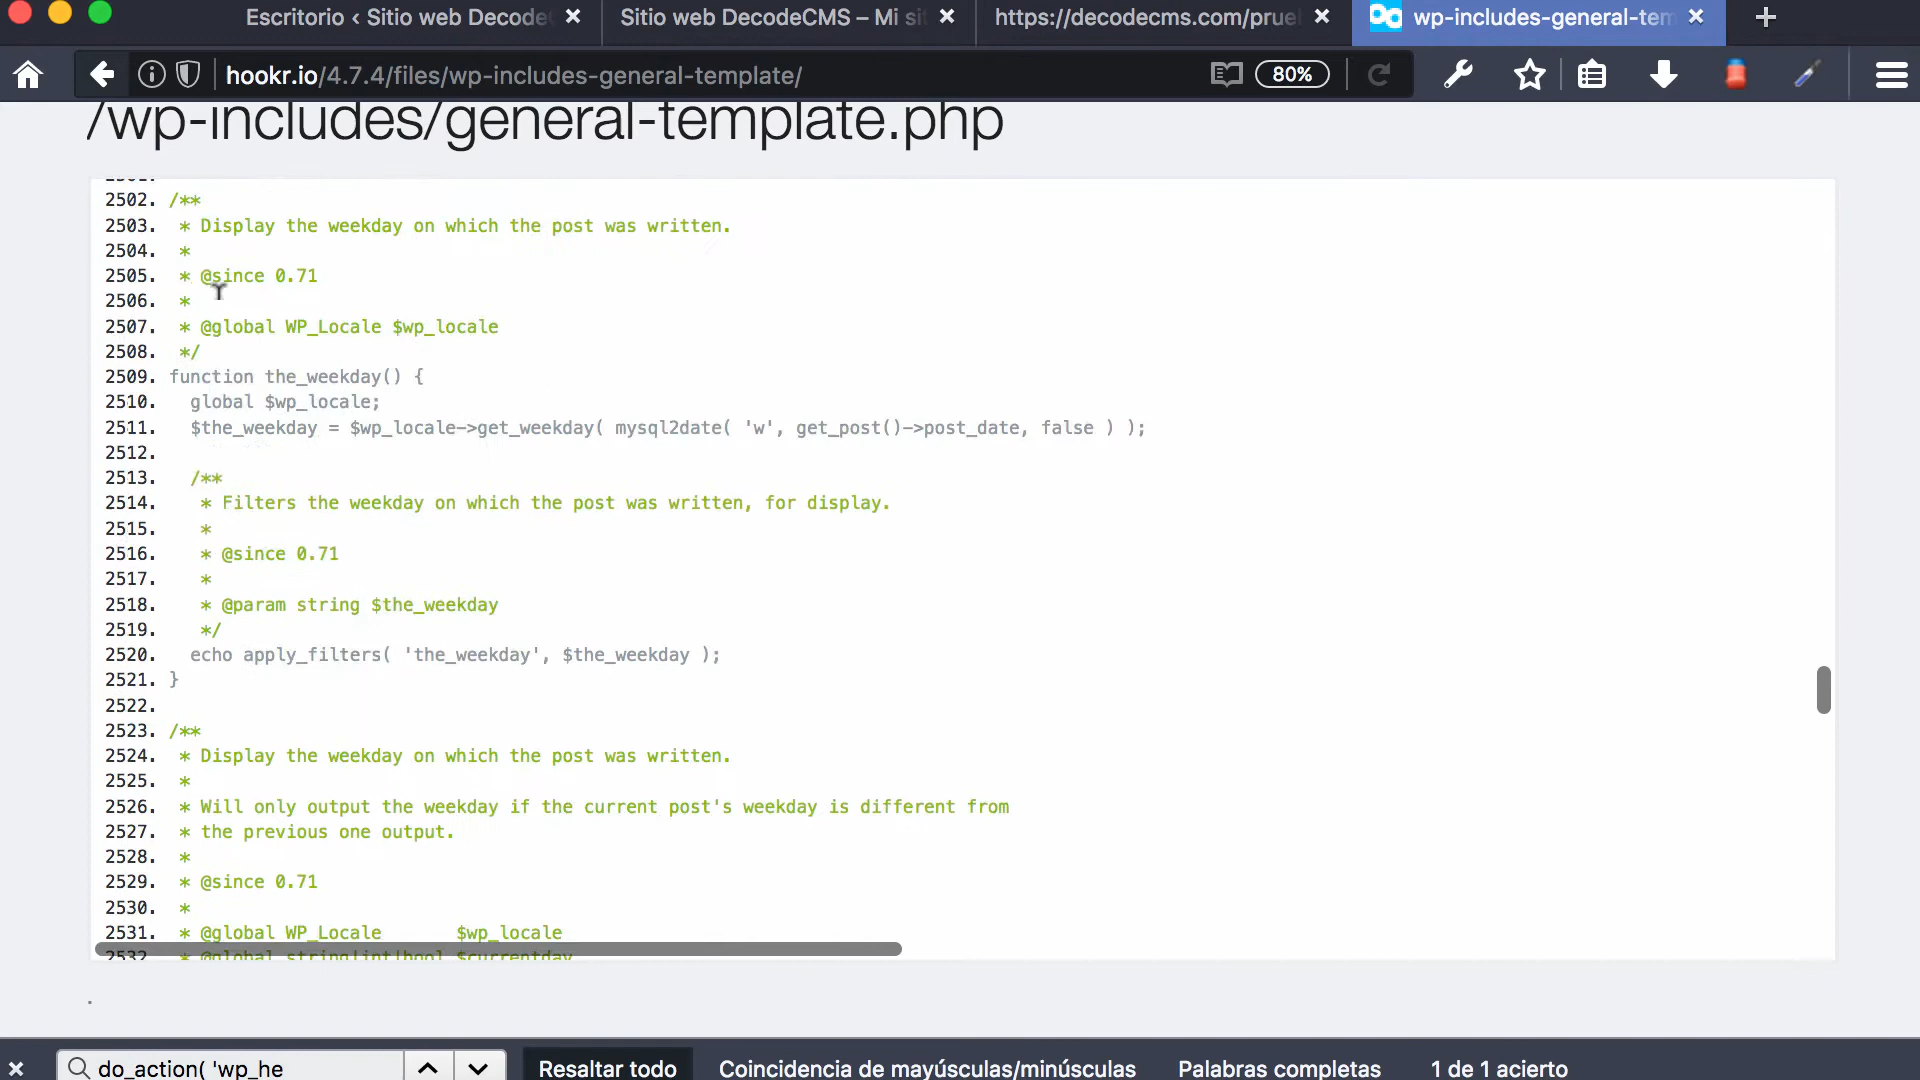 Escritorio ‹ Sitio web Decode
Sitio web DecodeCMS – Mi si
https://decodecms.com/prue
wp-includes-general-tem
hookr.io/4.7.4/files/wp-includes-general-template/
80%
/wp-includes/general-template.php
2501.
2502. /**
2503. * Display the weekday on which the post was written.
2504. *
2505. * @since 0.71
2506. *
2507. * @global WP_Locale $wp_locale
2508. */
2509. function the_weekday() {
2510. global $wp_locale;
2511. $the_weekday = $wp_locale->get_weekday( mysql2date( 'w', get_post()->post_date, false ) );
2512.
2513. /**
2514. * Filters the weekday on which the post was written, for display.
2515. *
2516. * @since 0.71
2517. *
2518. * @param string $the_weekday
2519. */
2520. echo apply_filters( 'the_weekday', $the_weekday );
2521. }
2522.
2523. /**
2524. * Display the weekday on which the post was written.
2525. *
2526. * Will only output the weekday if the current post's weekday is different from
2527. * the previous one output.
2528. *
2529. * @since 0.71
2530. *
2531. * @global WP_Locale $wp_locale
2532. * @global string|int|bool $currentday
.
do_action( 'wp_he
Resaltar todo
Coincidencia de mayúsculas/minúsculas
Palabras completas
1 de 1 acierto